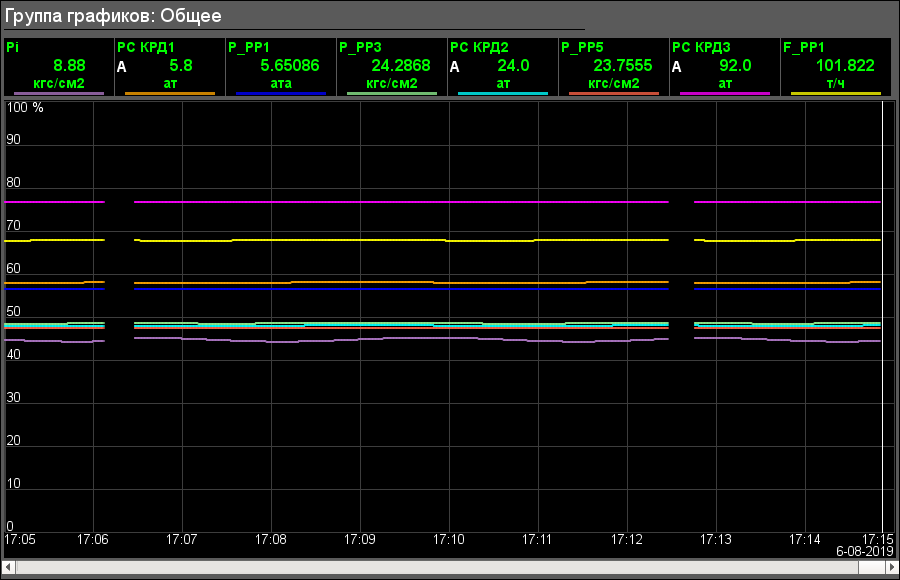 Группа графиков: Общее
Pi PC КРД1 P_PP1 P_PP3 PC КРД2 P_PP5 PC КРД3 F_PP1
8.88 A 5.8 5.65086 24.2868 A 24.0 23.7555 A 92.0 101.822
кгс/см2 ат ата кгс/см2 ат кгс/см2 ат т/ч
100 %
90
80
70
60
50
40
30
20
10
0
17:05 17:06 17:07 17:08 17:09 17:10 17:11 17:12 17:13 17:14 17:15
6-08-2019